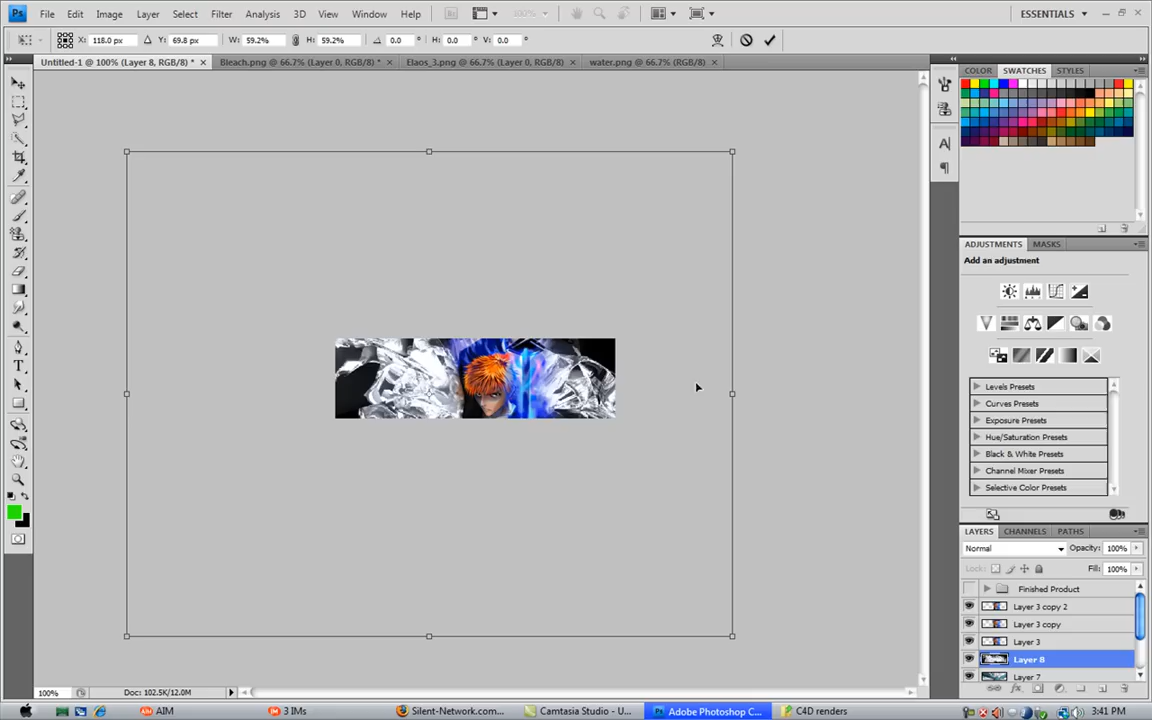 Ps File Edit Image Layer Select Filter Analysis 3D View Window Help Br 100% ESSENTIALS
X: 118.0 px Y: 69.8 px W: 59.2% H: 59.2% 0.0 ° H: 0.0 ° V: 0.0 °
Untitled-1 @ 100% (Layer 8, RGB/8) * × Bleach.png @ 66.7% (Layer 0, RGB/8) * × Elaos_3.png @ 66.7% (Layer 0, RGB/8) × water.png @ 66.7% (RGB/8) ×
COLOR SWATCHES STYLES
ADJUSTMENTS MASKS
Add an adjustment
Levels Presets
Curves Presets
Exposure Presets
Hue/Saturation Presets
Black & White Presets
Channel Mixer Presets
Selective Color Presets
LAYERS CHANNELS PATHS
Normal Opacity: 100%
Lock: Fill: 100%
Finished Product
Layer 3 copy 2
Layer 3 copy
Layer 3
Layer 8
Layer 7
100% Doc: 102.5K/12.0M
AIM 3 IMs Silent-Network.com... Camtasia Studio - U... Adobe Photoshop C... C4D renders 3:41 PM